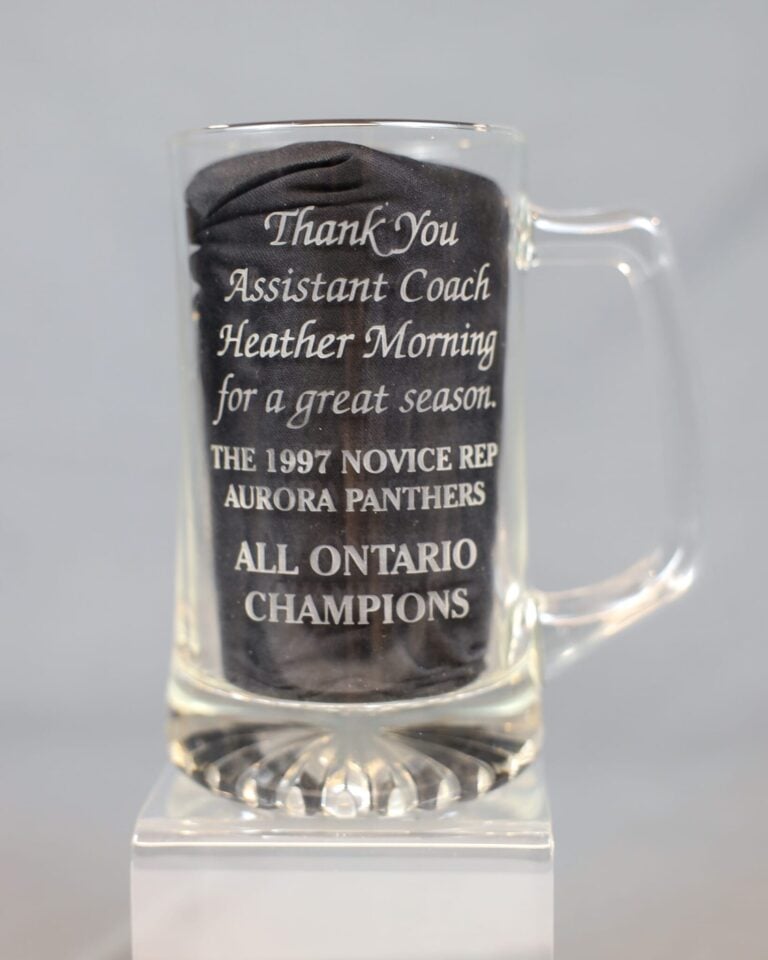 Thank You
Assistant Coach
Heather Morning
for a great season.
THE 1997 NOVICE REP
AURORA PANTHERS
ALL ONTARIO
CHAMPIONS